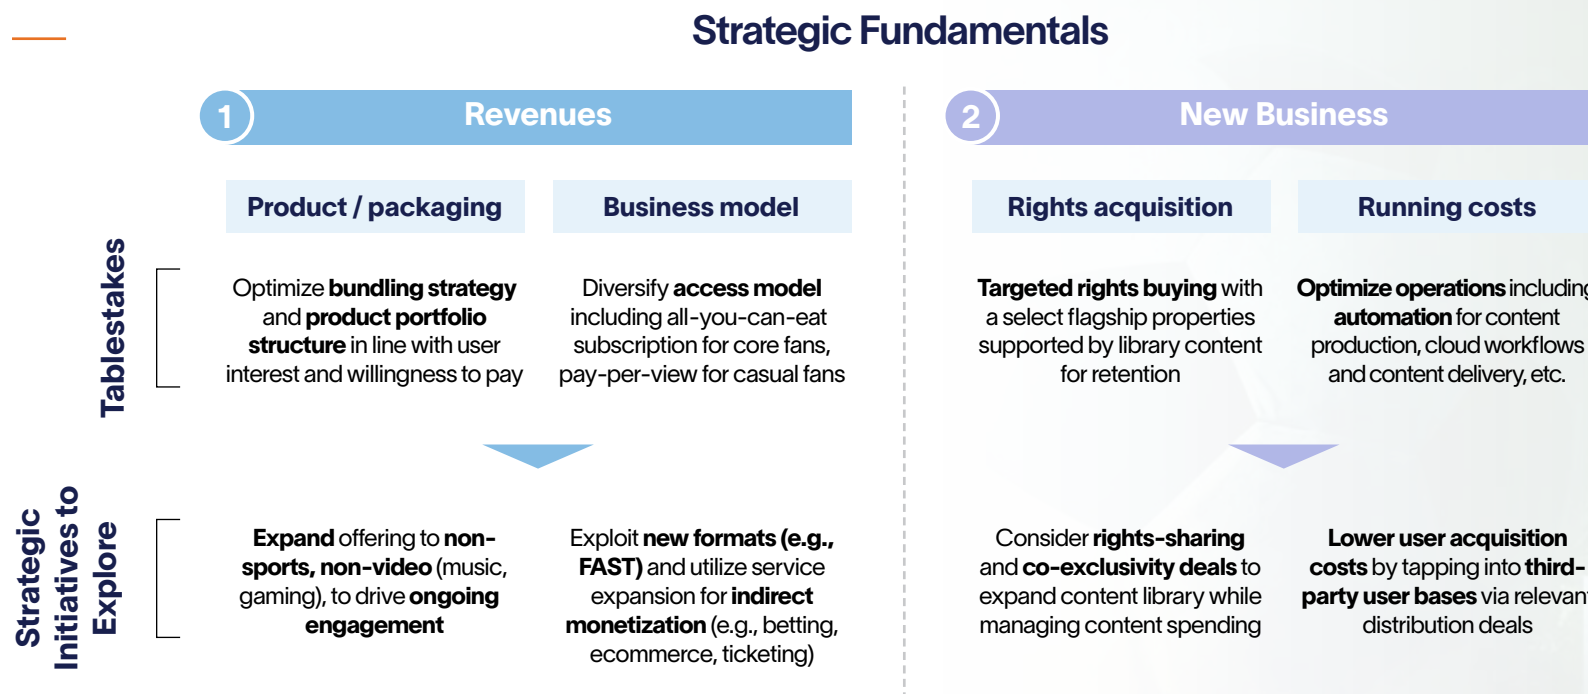 Strategic Fundamentals
1
Revenues
2
New Business
Product / packaging
Business model
Rights acquisition
Running costs
Tablestakes
Optimize bundling strategy
and product portfolio
structure in line with user
interest and willingness to pay
Diversify access model
including all-you-can-eat
subscription for core fans,
pay-per-view for casual fans
Targeted rights buying with
a select flagship properties
supported by library content
for retention
Optimize operations including
automation for content
production, cloud workflows
and content delivery, etc.
Strategic
Initiatives to
Explore
Expand offering to non-
sports, non-video (music,
gaming), to drive ongoing
engagement
Exploit new formats (e.g.,
FAST) and utilize service
expansion for indirect
monetization (e.g., betting,
ecommerce, ticketing)
Consider rights-sharing
and co-exclusivity deals to
expand content library while
managing content spending
Lower user acquisition
costs by tapping into third-
party user bases via relevant
distribution deals